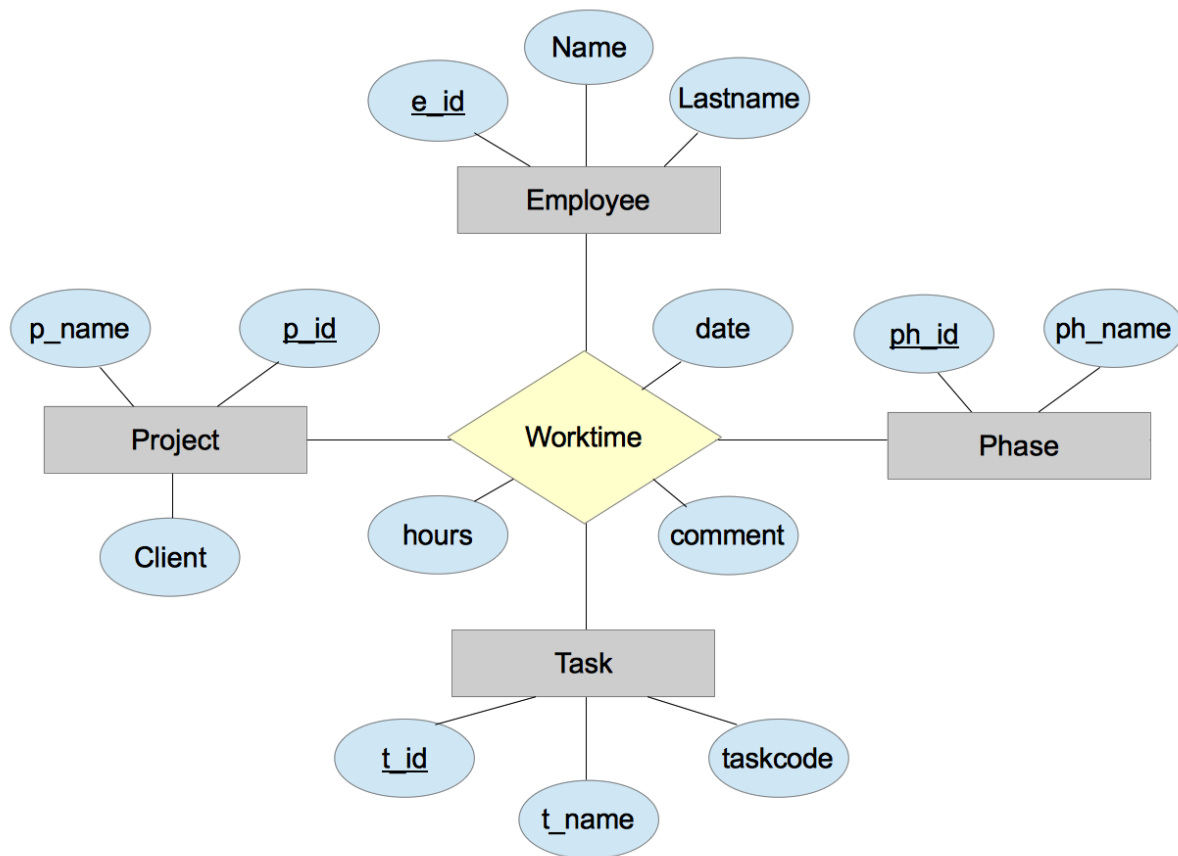 Name
e_id
Lastname
Employee
p_name
p_id
date
ph_id
ph_name
Project
Worktime
Phase
Client
hours
comment
Task
t_id
t_name
taskcode